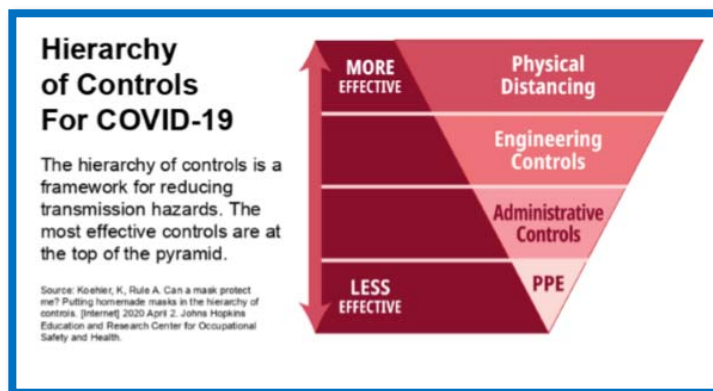 Hierarchy
of Controls
For COVID-19
The hierarchy of controls is a
framework for reducing
transmission hazards. The
most effective controls are at
the top of the pyramid.
Source: Koehler, K, Rule A. Can a mask protect
me? Putting homemade masks in the hierarchy of
controls. [Internet] 2020 April 2. Johns Hopkins
Education and Research Center for Occupational
Safety and Health.
MORE
EFFECTIVE
Physical
Distancing
Engineering
Controls
Administrative
Controls
LESS
EFFECTIVE
PPE